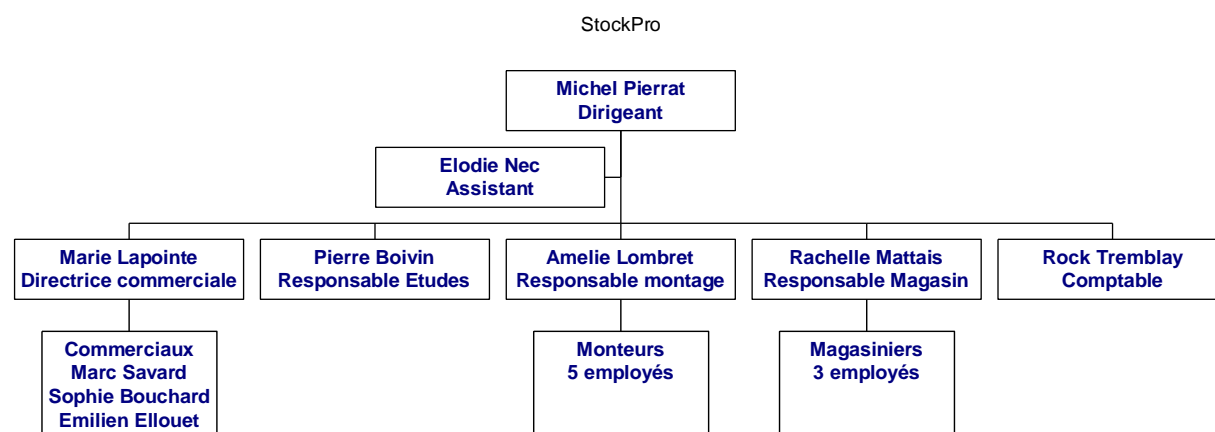 StockPro
Michel Pierrat
Dirigeant
Elodie Nec
Assistant
Marie Lapointe
Directrice commerciale
Pierre Boivin
Responsable Etudes
Amelie Lombret
Responsable montage
Rachelle Mattais
Responsable Magasin
Rock Tremblay
Comptable
Commerciaux
Marc Savard
Sophie Bouchard
Emilien Ellouet
Monteurs
5 employés
Magasiniers
3 employés